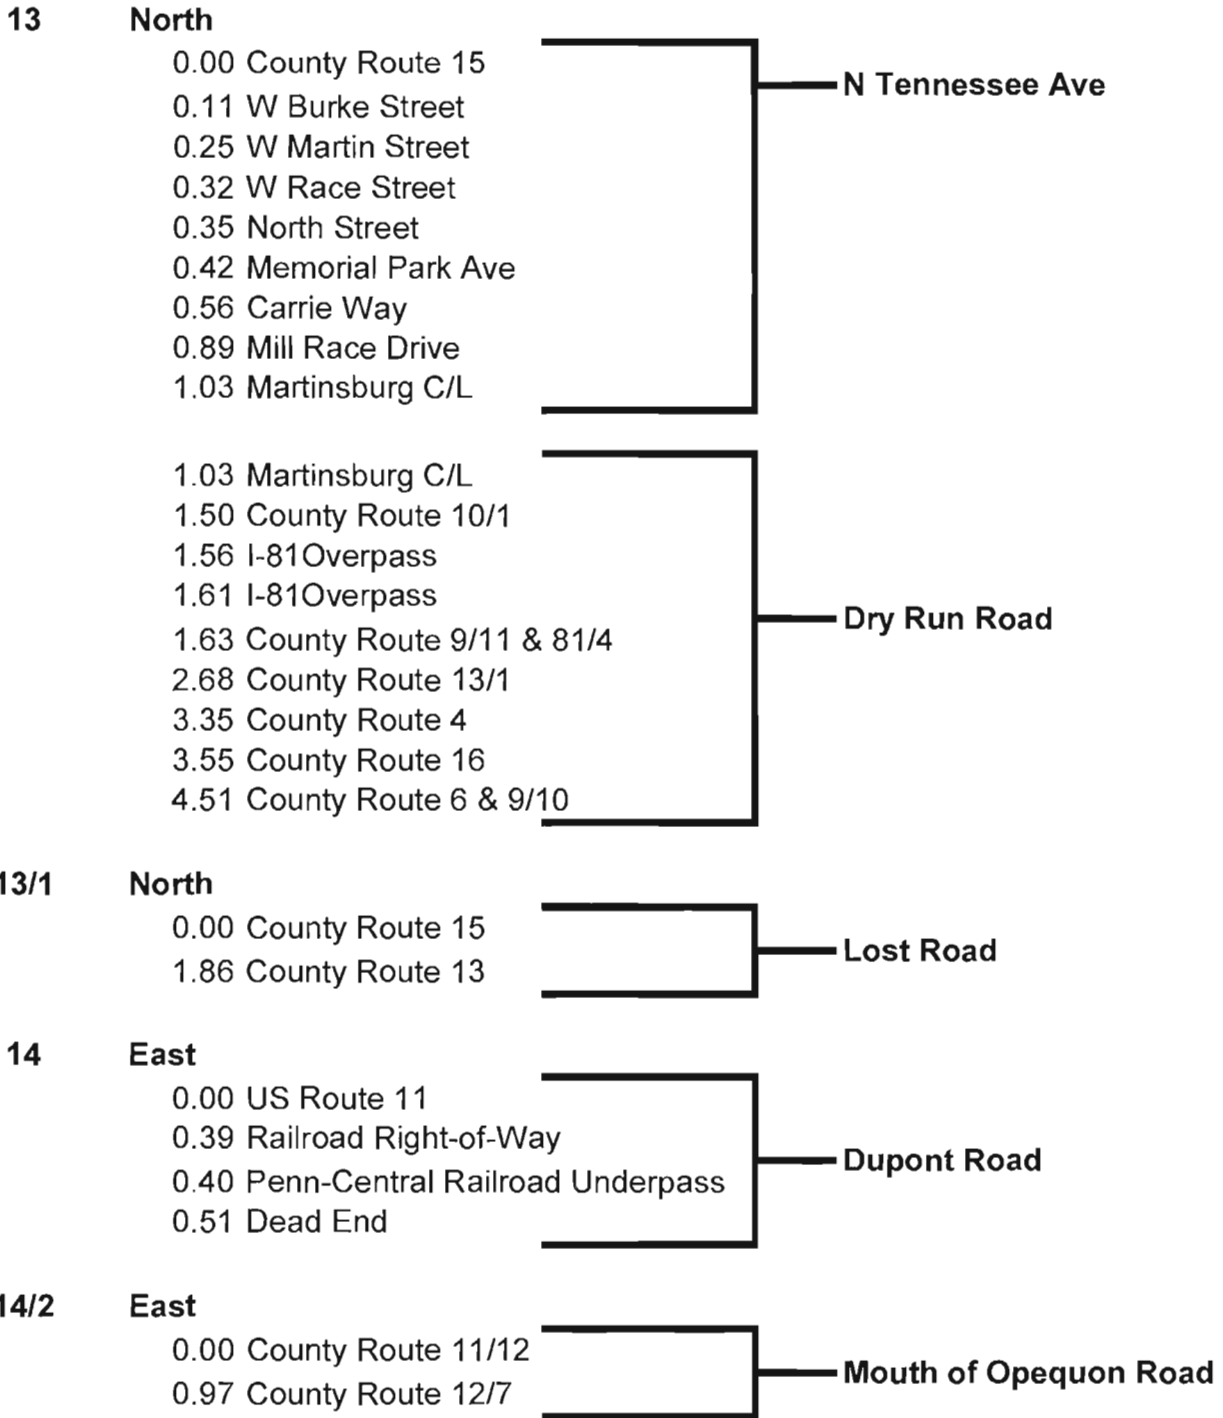 13 North
0.00 County Route 15
N Tennessee Ave
0.11 W Burke Street
0.25 W Martin Street
0.32 W Race Street
0.35 North Street
0.42 Memorial Park Ave
0.56 Carrie Way
0.89 Mill Race Drive
1.03 Martinsburg C/L
1.03 Martinsburg C/L
1.50 County Route 10/1
1.56 I-81Overpass
1.61 I-81Overpass
Dry Run Road
1.63 County Route 9/11 & 81/4
2.68 County Route 13/1
3.35 County Route 4
3.55 County Route 16
4.51 County Route 6 & 9/10
13/1 North
0.00 County Route 15
Lost Road
1.86 County Route 13
14 East
0.00 US Route 11
0.39 Railroad Right-of-Way
Dupont Road
0.40 Penn-Central Railroad Underpass
0.51 Dead End
14/2 East
0.00 County Route 11/12
Mouth of Opequon Road
0.97 County Route 12/7